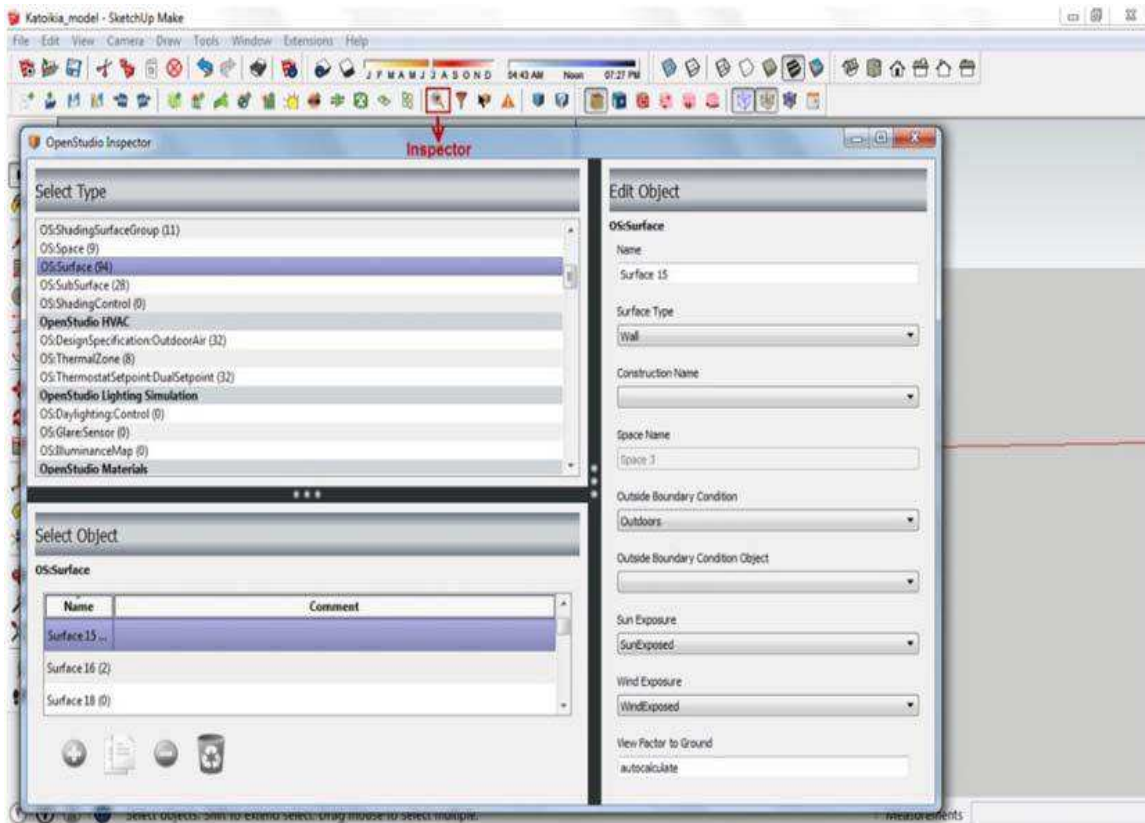 Katoikia_model - SketchUp Make
File Edit View Camera Draw Tools Window Extensions Help
J F M A M J J A S O N D 04:43 AM Noon 07:27 PM
Inspector
OpenStudio Inspector
Select Type
OS:ShadingSurfaceGroup (11)
OS:Space (9)
OS:Surface (94)
OS:SubSurface (28)
OS:ShadingControl (0)
OpenStudio HVAC
OS:DesignSpecification:OutdoorAir (32)
OS:ThermalZone (8)
OS:ThermostatSetpoint:DualSetpoint (32)
OpenStudio Lighting Simulation
OS:Daylighting:Control (0)
OS:Glare:Sensor (0)
OS:IlluminanceMap (0)
OpenStudio Materials
Select Object
OS:Surface
Name Comment
Surface 15 ...
Surface 16 (2)
Surface 18 (0)
Edit Object
OS:Surface
Name
Surface 15
Surface Type
Wall
Construction Name
Space Name
Space 3
Outside Boundary Condition
Outdoors
Outside Boundary Condition Object
Sun Exposure
SunExposed
Wind Exposure
WindExposed
View Factor to Ground
autocalculate
Select objects. Shift to extend select. Drag mouse to select multiple.
Measurements